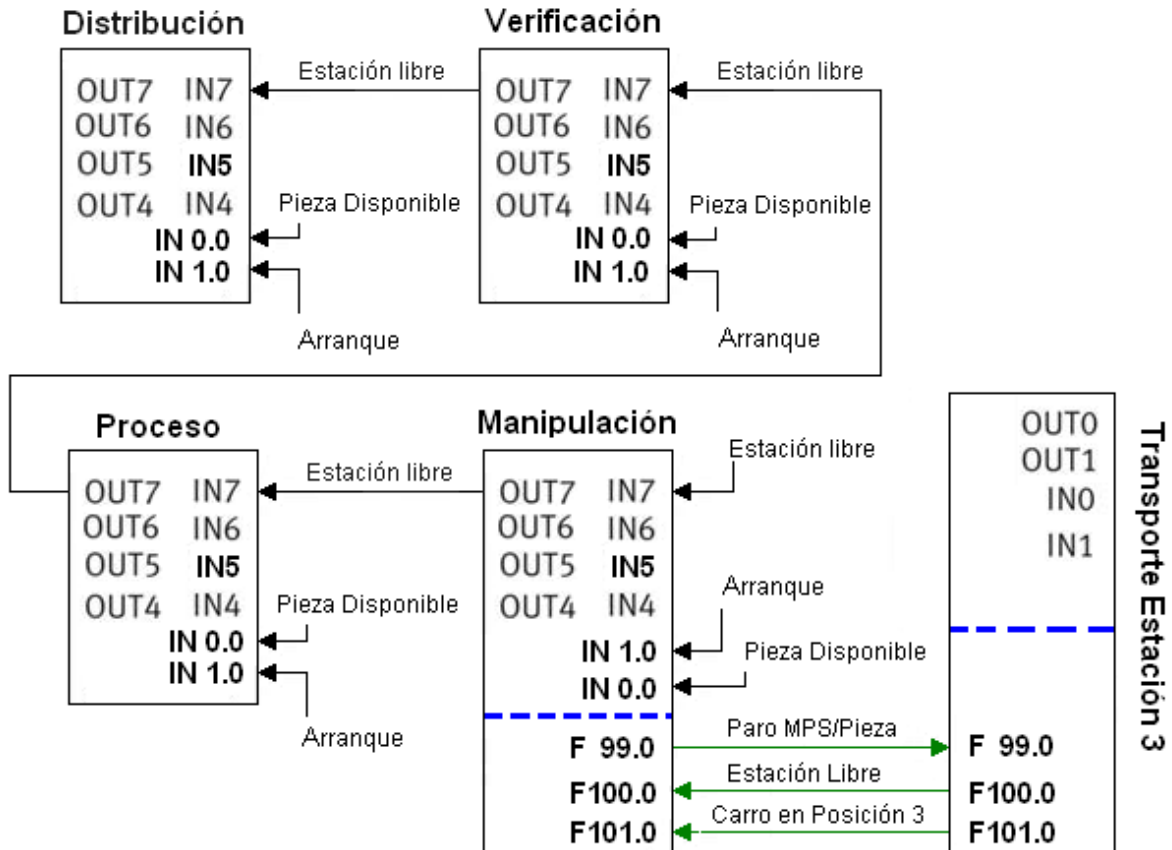 Distribución
OUT7 IN7
OUT6 IN6
OUT5 IN5
OUT4 IN4
IN 0.0
IN 1.0
Estación libre
Pieza Disponible
Arranque
Verificación
OUT7 IN7
OUT6 IN6
OUT5 IN5
OUT4 IN4
IN 0.0
IN 1.0
Estación libre
Pieza Disponible
Arranque
Proceso
OUT7 IN7
OUT6 IN6
OUT5 IN5
OUT4 IN4
IN 0.0
IN 1.0
Estación libre
Pieza Disponible
Arranque
Manipulación
OUT7 IN7
OUT6 IN6
OUT5 IN5
OUT4 IN4
IN 1.0
IN 0.0
F 99.0
F100.0
F101.0
Estación libre
Arranque
Pieza Disponible
Paro MPS/Pieza
Estación Libre
Carro en Posición 3
OUT0
OUT1
IN0
IN1
F 99.0
F100.0
F101.0
Transporte Estación 3